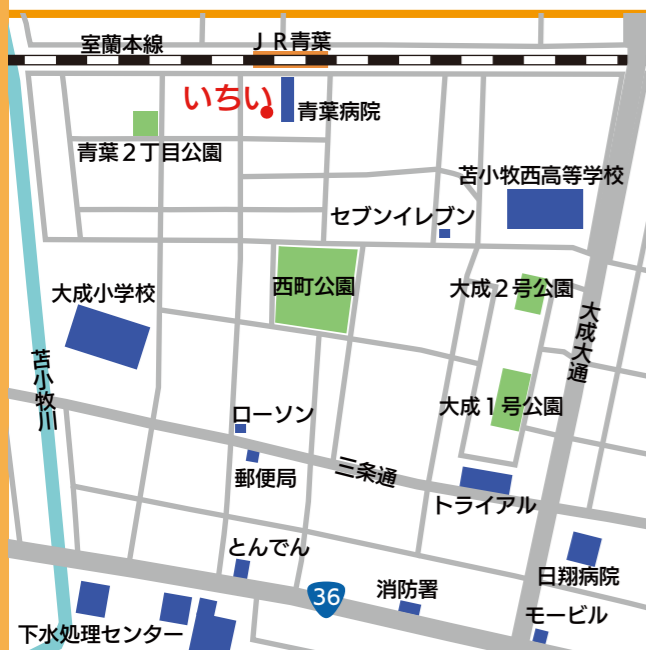 室蘭本線
JR青葉
いちい
青葉病院
青葉2丁目公園
苫小牧西高等学校
セブンイレブン
西町公園
大成2号公園
大成小学校
大成大通
苫小牧川
大成1号公園
ローソン
三条通
郵便局
トライアル
とんでん
日翔病院
36
消防署
モービル
下水処理センター